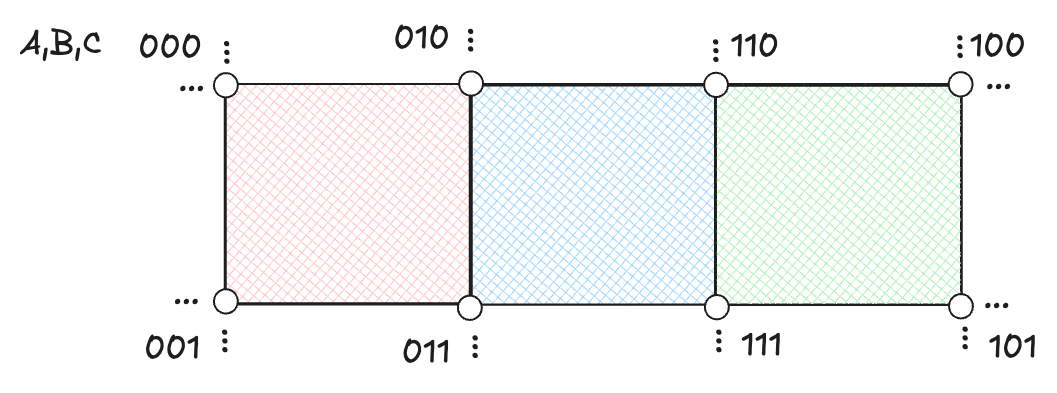 A,B,C 000 ⋮ 010 ⋮ ⋮ 110 ⋮ 100
... ...
... ...
001 ⋮ 011 ⋮ ⋮ 111 ⋮ 101